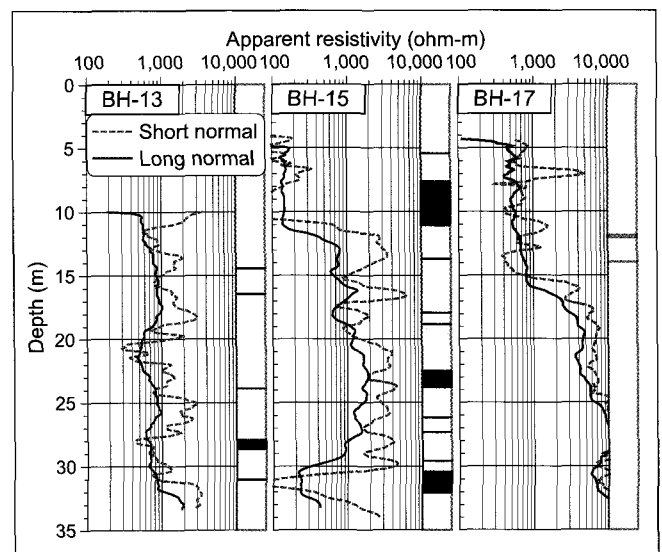 Apparent resistivity (ohm-m)
100 1,000 10,000 100 1,000 10,000 100 1,000 10,000
0
BH-13 BH-15 BH-17
Short normal
Long normal
5
10
15
20
25
30
35
Depth (m)